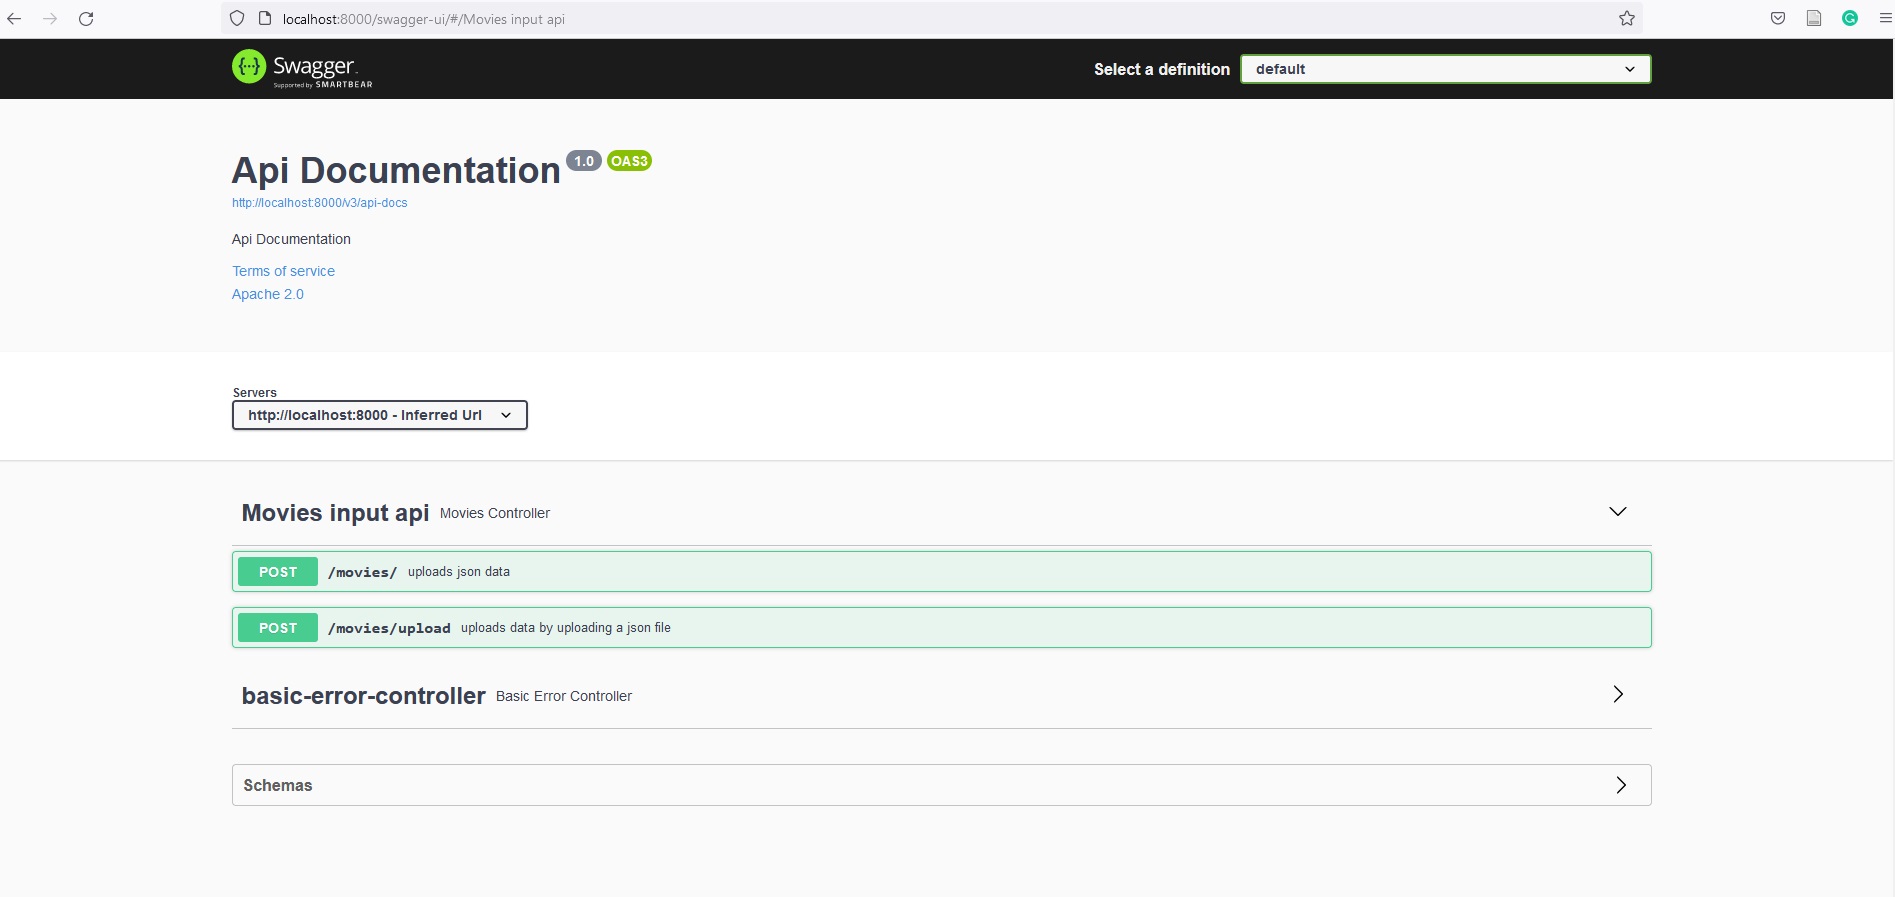 localhost:8000/swagger-ui/#/Movies input api
{···} Swagger.
Supported by SMARTBEAR
Select a definition default
Api Documentation 1.0 OAS3
http://localhost:8000/v3/api-docs
Api Documentation
Terms of service
Apache 2.0
Servers
http://localhost:8000 - Inferred Url
Movies input api Movies Controller
POST /movies/ uploads json data
POST /movies/upload uploads data by uploading a json file
basic-error-controller Basic Error Controller
Schemas